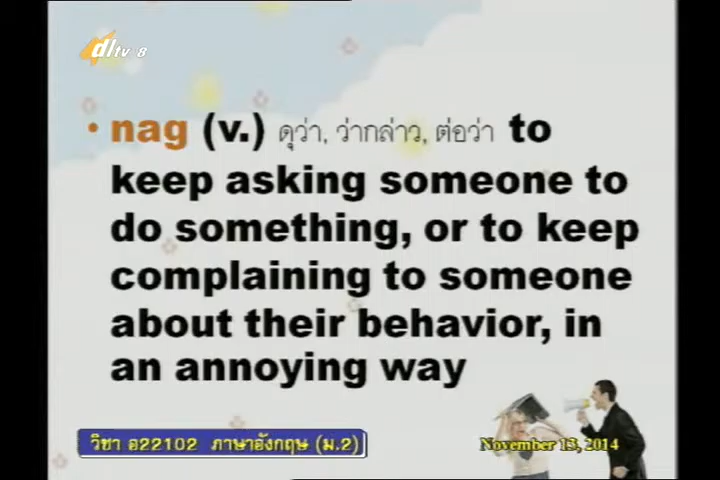 dltv 8
• nag (v.) ดุว่า, ว่ากล่าว, ต่อว่า to
keep asking someone to
do something, or to keep
complaining to someone
about their behavior, in
an annoying way
วิชา อ22102 ภาษาอังกฤษ (ม.2)
November 13, 2014